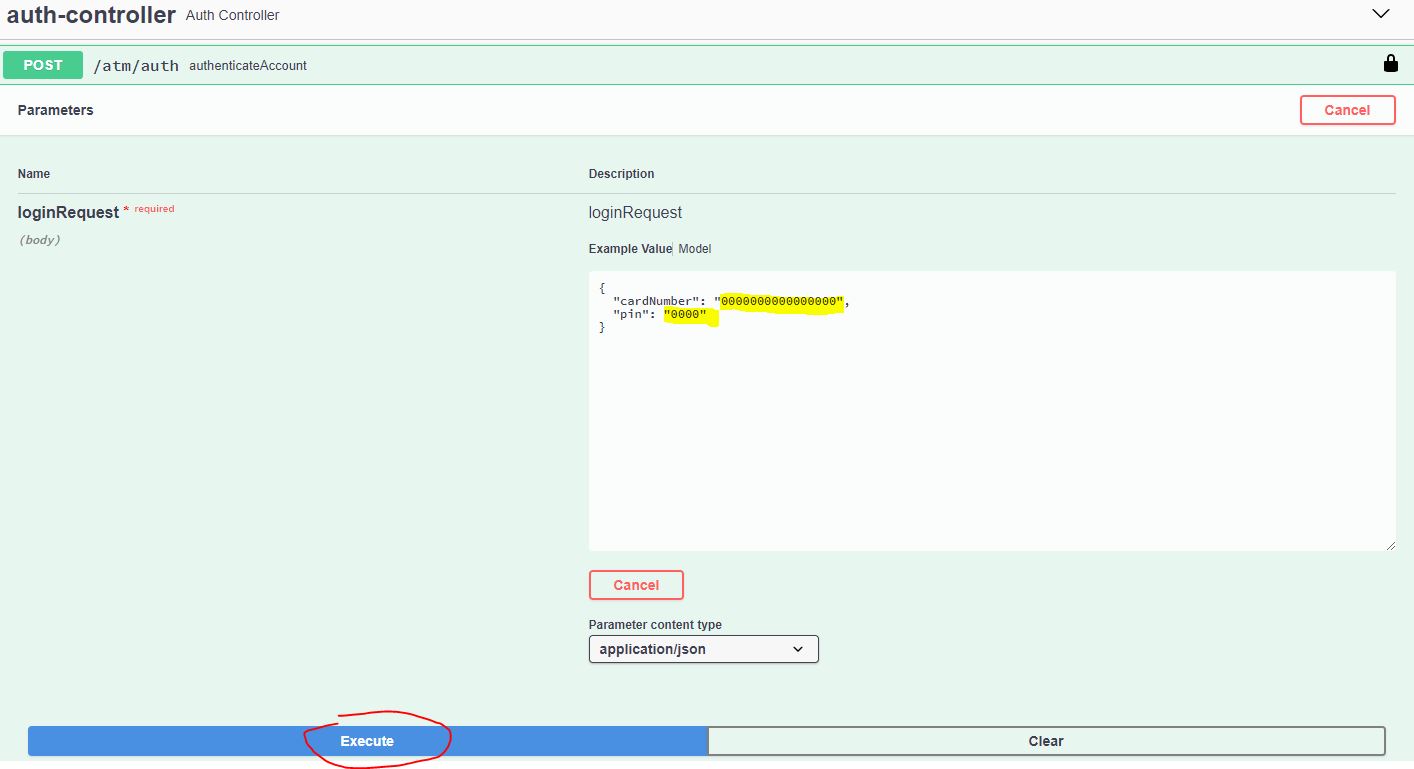 auth-controller Auth Controller
POST /atm/auth authenticateAccount
Parameters Cancel
Name Description
loginRequest * required loginRequest
(body)
Example Value Model
{
"cardNumber": "0000000000000000",
"pin": "0000"
}
Cancel
Parameter content type
application/json
Execute Clear